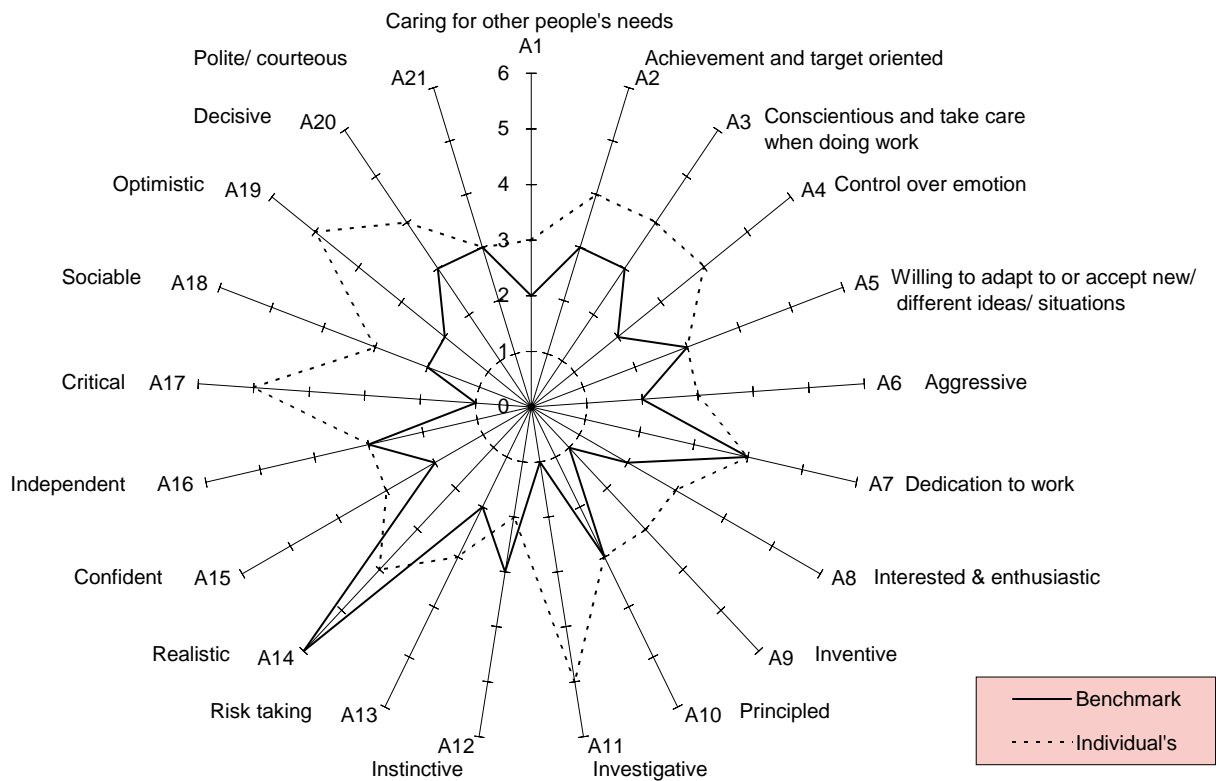 Caring for other people's needs
A1
Polite/ courteous
A21
6
Achievement and target oriented
A2
Decisive
A20
5
A3
Conscientious and take care
when doing work
Optimistic
A19
4
A4
Control over emotion
Sociable
A18
3
A5
Willing to adapt to or accept new/
different ideas/ situations
2
Critical
A17
1
A6
Aggressive
0
Independent
A16
A7
Dedication to work
Confident
A15
A8
Interested & enthusiastic
Realistic
A14
A9
Inventive
Risk taking
A13
A10
Principled
A12
Instinctive
A11
Investigative
Benchmark
Individual's